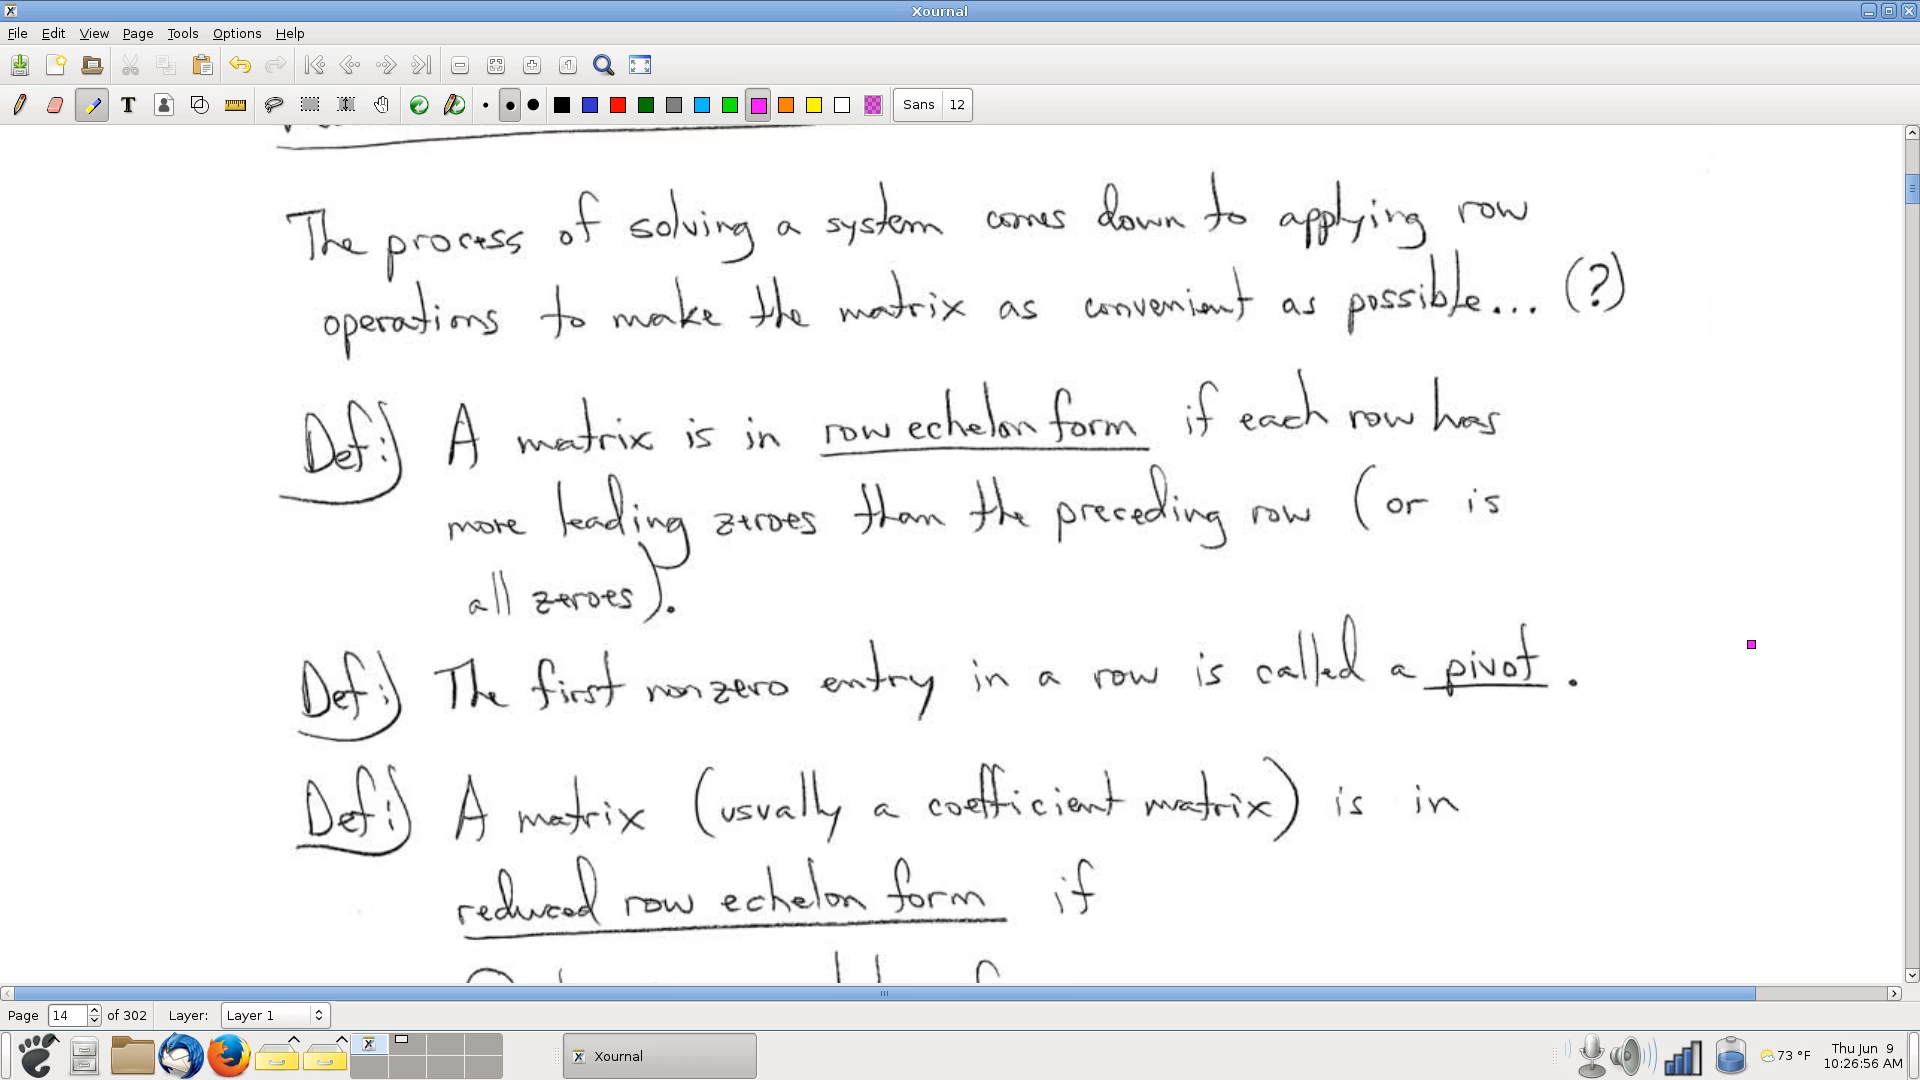 Xournal
File Edit View Page Tools Options Help
Sans 12
The process of solving a system comes down to applying row
operations to make the matrix as convenient as possible... (?)
Def:) A matrix is in row echelon form if each row has
more leading zeroes than the preceding row (or is
all zeroes).
Def:) The first nonzero entry in a row is called a pivot.
Def:) A matrix (usually a coefficient matrix) is in
reduced row echelon form if
Page 14 of 302 Layer: Layer 1
Xournal
73 °F
Thu Jun 9
10:26:56 AM